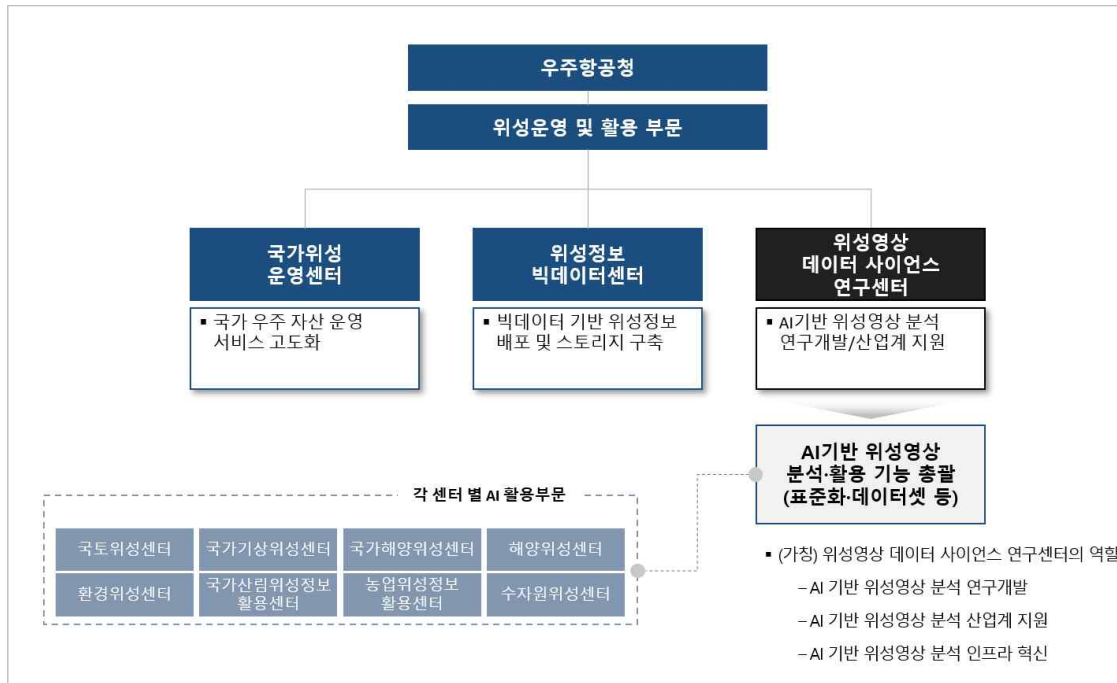 우주항공청
위성운영 및 활용 부문
국가위성
운영센터
▪ 국가 우주 자산 운영
서비스 고도화
위성정보
빅데이터센터
▪ 빅데이터 기반 위성정보
배포 및 스토리지 구축
위성영상
데이터 사이언스
연구센터
▪ AI기반 위성영상 분석
연구개발/산업계 지원
AI기반 위성영상
분석·활용 기능 총괄
(표준화·데이터셋 등)
각 센터 별 AI 활용부문
국토위성센터
국가기상위성센터
국가해양위성센터
해양위성센터
환경위성센터
국가산림위성정보
활용센터
농업위성정보
활용센터
수자원위성센터
▪ (가칭) 위성영상 데이터 사이언스 연구센터의 역할
– AI 기반 위성영상 분석 연구개발
– AI 기반 위성영상 분석 산업계 지원
– AI 기반 위성영상 분석 인프라 혁신